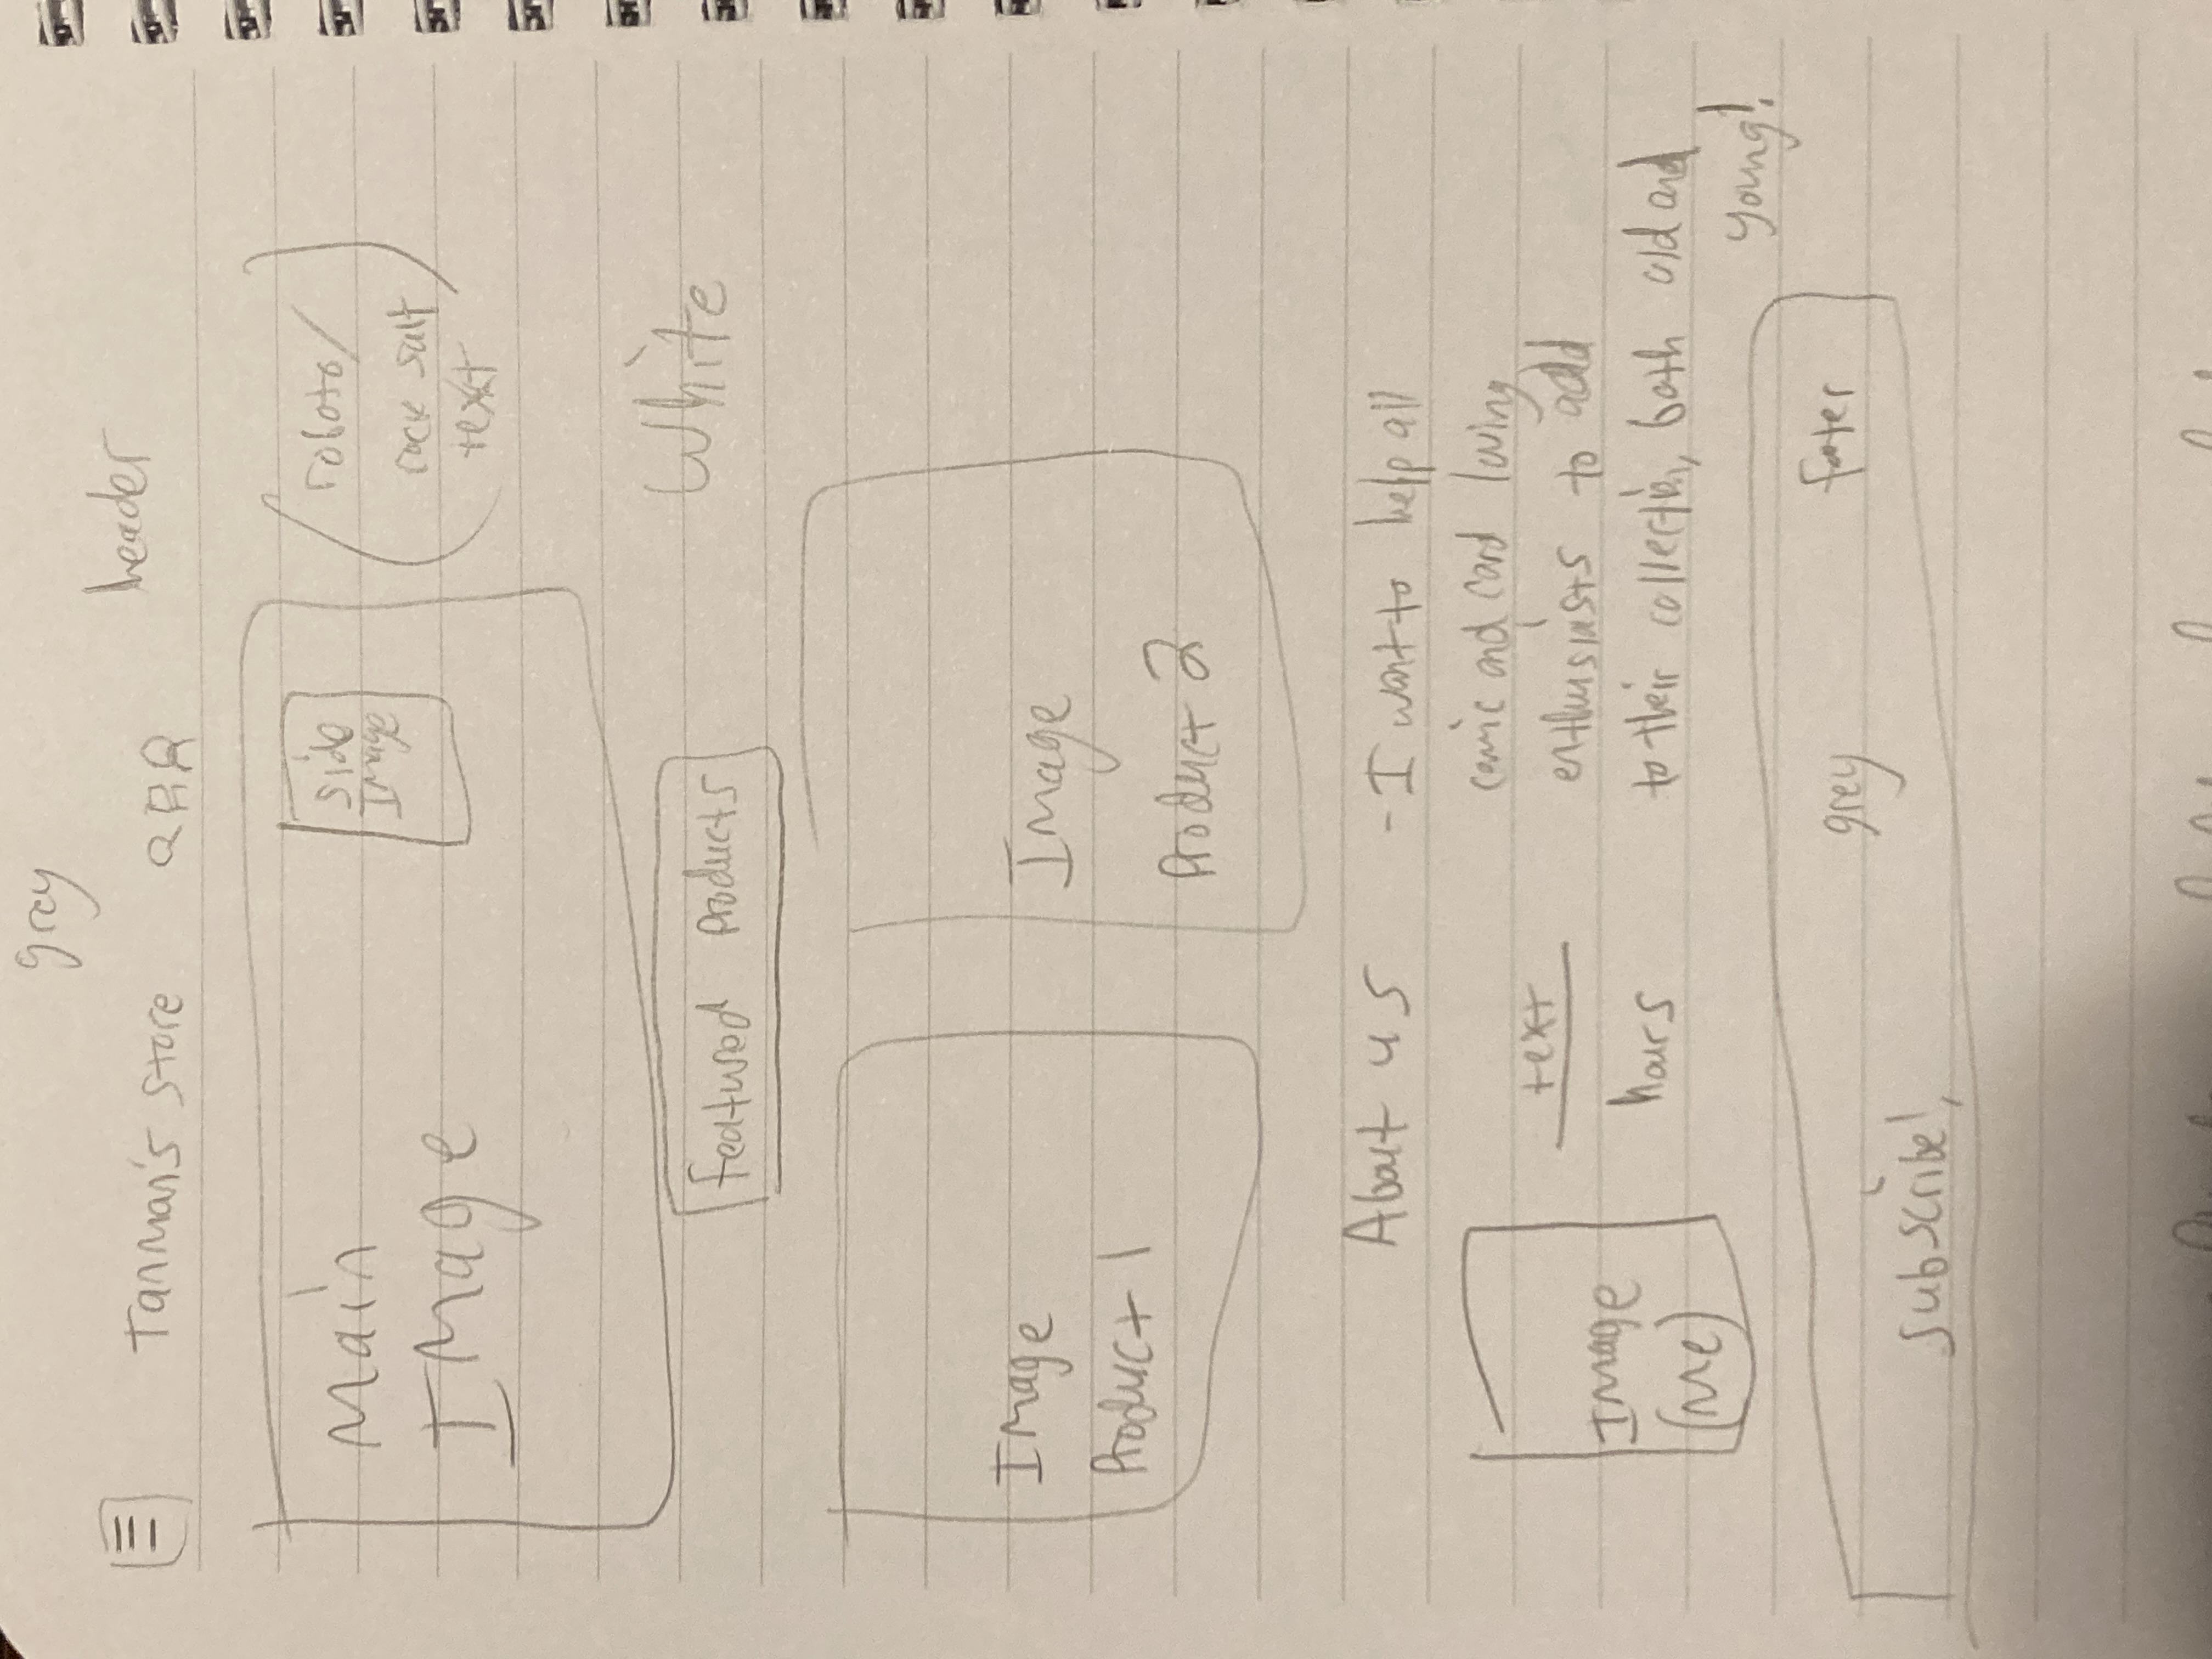 grey
header
Tanman's Store
Main
Image
side
Image
roboto/
rock salt
text
White
Featured Products
Image
Product 1
Image
Product 2
About us
- I want to help all
comic and card loving
enthusiasts to add
to their collection, both old and
young!
text
hours
Image
(Me)
grey
footer
Subscribe!